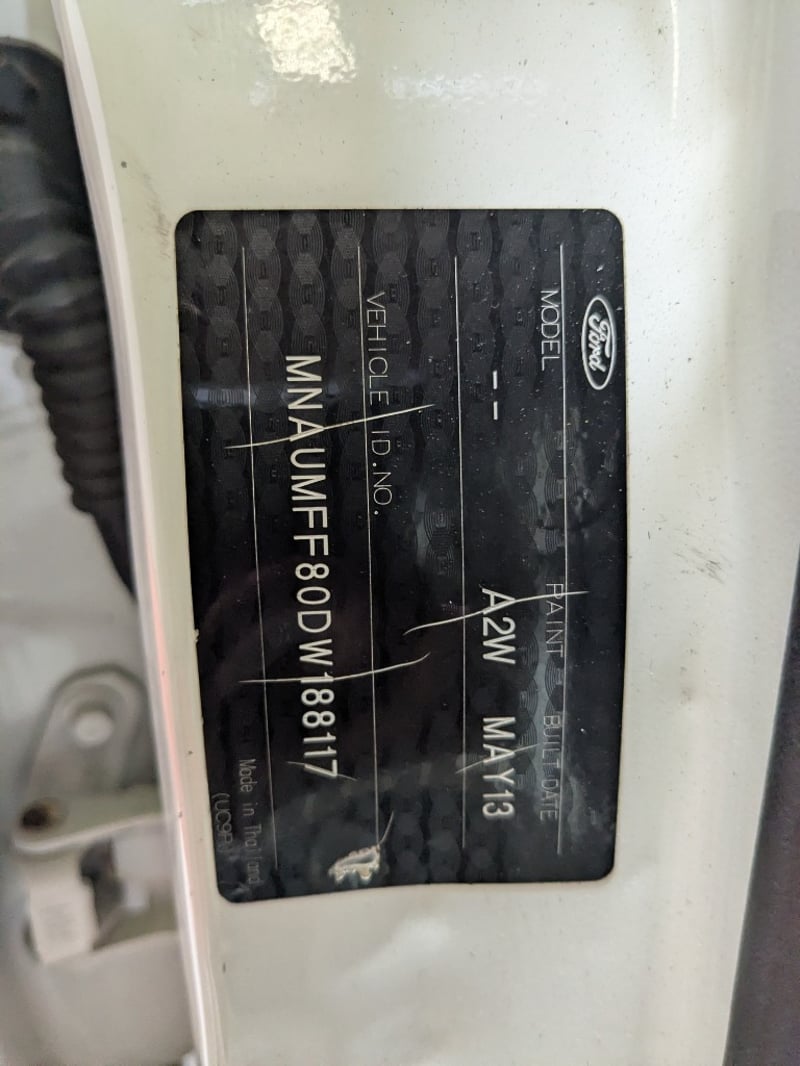 Ford
MODEL PAINT BUILT DATE
-- A2W MAY13
VEHICLE ID.NO.
MNAUMFF80DW188117
Made in Thailand